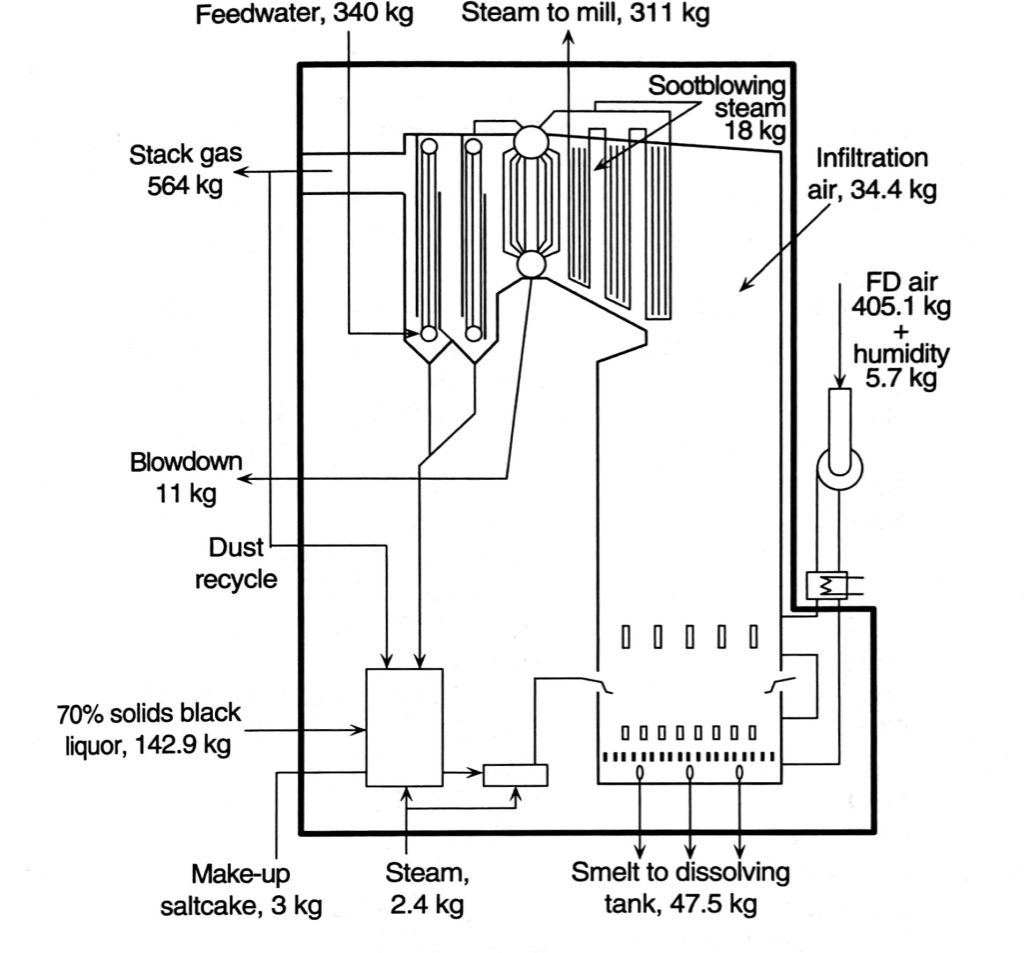 Feedwater, 340 kg
Steam to mill, 311 kg
Sootblowing
steam
18 kg
Stack gas
564 kg
Infiltration
air, 34.4 kg
FD air
405.1 kg
+
humidity
5.7 kg
Blowdown
11 kg
Dust
recycle
70% solids black
liquor, 142.9 kg
Make-up
saltcake, 3 kg
Steam,
2.4 kg
Smelt to dissolving
tank, 47.5 kg